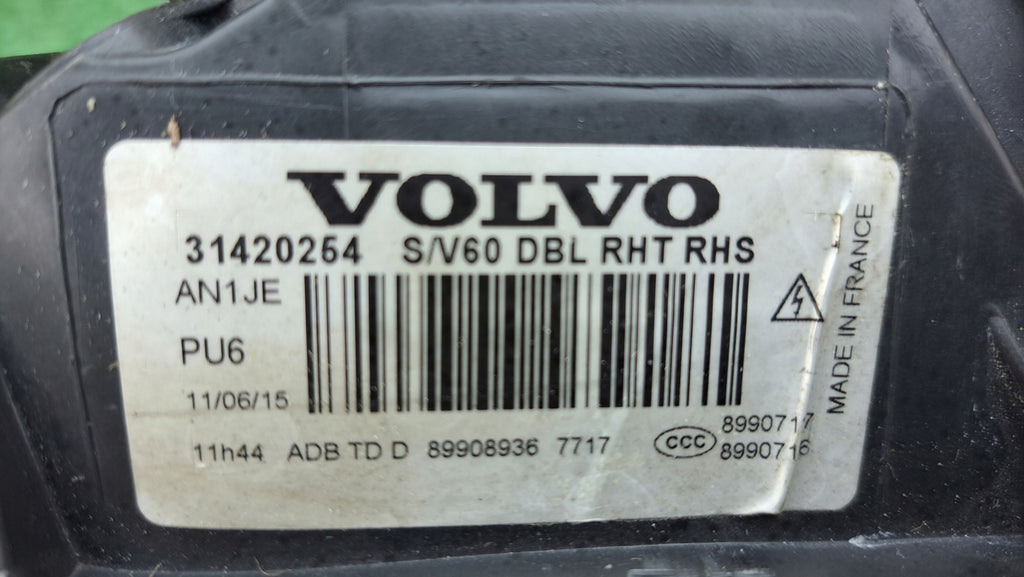 VOLVO
31420254 S/V60 DBL RHT RHS
AN1JE
PU6
11/06/15
11h44 ADB TD D 89908936 7717
CCC
8990717
8990716
MADE IN FRANCE